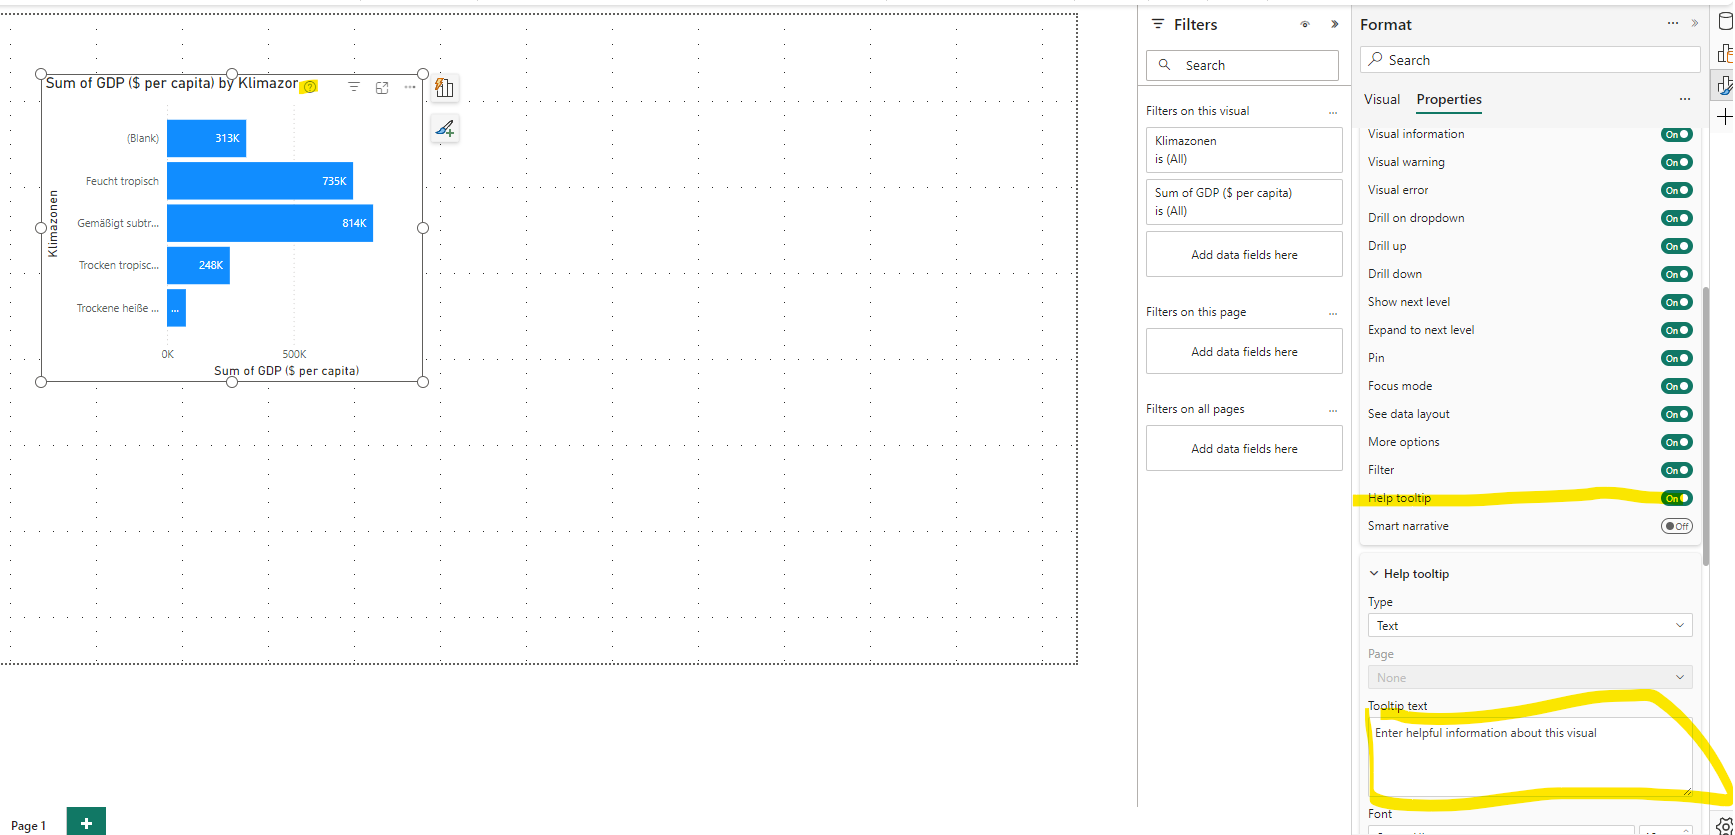 Sum of GDP ($ per capita) by Klimazor
(Blank)
313K
Feucht tropisch
735K
Gemäßigt subtr...
814K
Trocken tropisc...
248K
Trockene heiße ...
...
Klimazonen
0K
500K
Sum of GDP ($ per capita)
Page 1
Filters
Search
Filters on this visual
Klimazonen
is (All)
Sum of GDP ($ per capita)
is (All)
Add data fields here
Filters on this page
Add data fields here
Filters on all pages
Add data fields here
Format
Search
Visual Properties
Visual information On
Visual warning On
Visual error On
Drill on dropdown On
Drill up On
Drill down On
Show next level On
Expand to next level On
Pin On
Focus mode On
See data layout On
More options On
Filter On
Help tooltip On
Smart narrative Off
Help tooltip
Type
Text
Page
None
Tooltip text
Enter helpful information about this visual
Font